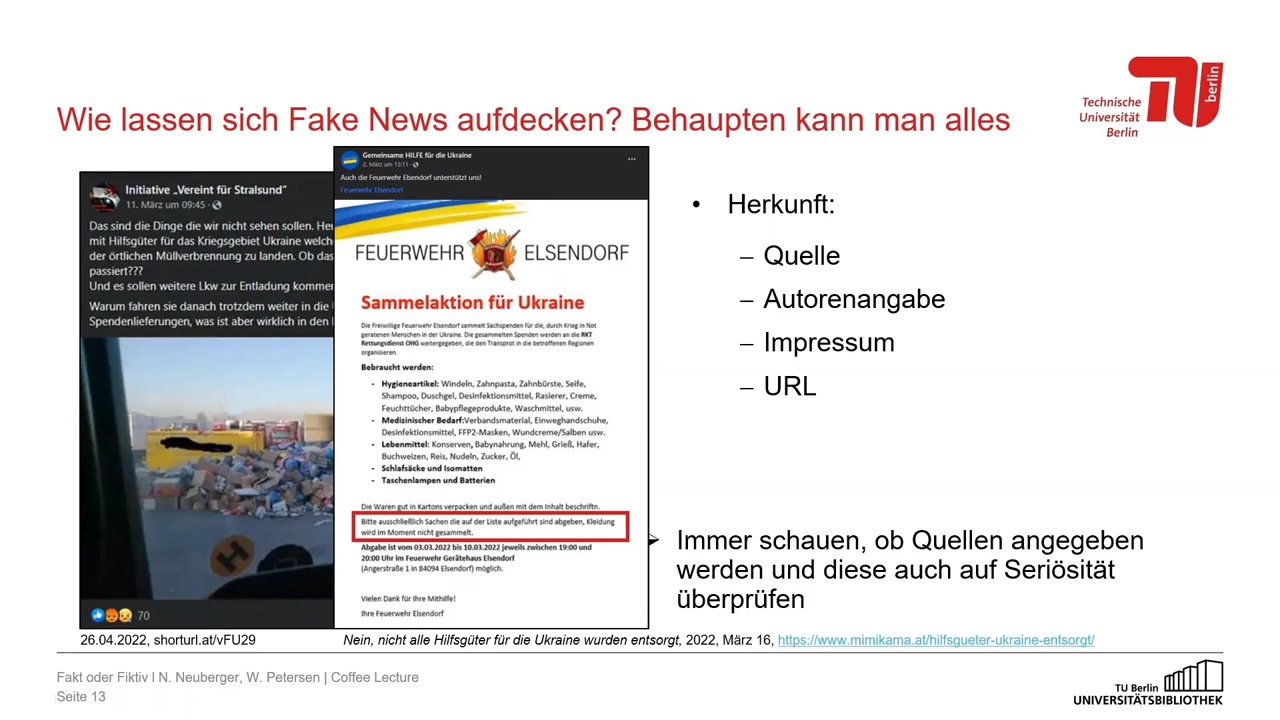 Technische
Universität
Berlin
berlin
Wie lassen sich Fake News aufdecken? Behaupten kann man alles
Initiative „Vereint für Stralsund"
11. März um 09:45 ·
Das sind die Dinge die wir nicht sehen sollen. Heu
mit Hilfsgüter für das Kriegsgebiet Ukraine welch
der örtlichen Müllverbrennung zu landen. Ob das
passiert???
Und es sollen weitere Lkw zur Entladung kommen
Warum fahren sie danach trotzdem weiter in die
Spendenlieferungen, was ist aber wirklich in den
70
Gemeinsame HILFE für die Ukraine
2. März um 13:11 ·
Auch die Feuerwehr Elsendorf unterstützt uns!
Feuerwehr Elsendorf
FEUERWEHR ELSENDORF
Sammelaktion für Ukraine
Die Freiwillige Feuerwehr Elsendorf sammelt Sachspenden für die, durch Krieg in Not
geratenen Menschen in der Ukraine. Die gesammelten Spenden werden an die RKT
Rettungsdienst OHG weitergegeben, die den Transprot in die betroffenen Regionen
organisieren.
Bebraucht werden:
- Hygieneartikel: Windeln, Zahnpasta, Zahnbürste, Seife,
Shampoo, Duschgel, Desinfektionsmittel, Rasierer, Creme,
Feuchttücher, Babypflegeprodukte, Waschmittel, usw.
- Medizinischer Bedarf:Verbandsmaterial, Einweghandschuhe,
Desinfektionsmittel, FFP2-Masken, Wundcreme/Salben usw.
- Lebenmittel: Konserven, Babynahrung, Mehl, Grieß, Hafer,
Buchweizen, Reis, Nudeln, Zucker, Öl,
- Schlafsäcke und Isomatten
- Taschenlampen und Batterien
Die Waren gut in Kartons verpacken und außen mit dem Inhalt beschriften.
Bitte ausschließlich Sachen die auf der Liste aufgeführt sind abgeben, Kleidung
wird im Moment nicht gesammelt.
Abgabe ist vom 03.03.2022 bis 10.03.2022 jeweils zwischen 19:00 und
20:00 Uhr im Feuerwehr Gerätehaus Elsendorf
(Angerstraße 1 in 84094 Elsendorf) möglich.
Vielen Dank für Ihre Mithilfe!
Ihre Feuerwehr Elsendorf
• Herkunft:
– Quelle
– Autorenangabe
– Impressum
– URL
Immer schauen, ob Quellen angegeben
werden und diese auch auf Seriösität
überprüfen
26.04.2022, shorturl.at/vFU29
Nein, nicht alle Hilfsgüter für die Ukraine wurden entsorgt, 2022, März 16, https://www.mimikama.at/hilfsgueter-ukraine-entsorgt/
Fakt oder Fiktiv I N. Neuberger, W. Petersen | Coffee Lecture
Seite 13
TU Berlin
UNIVERSITÄTSBIBLIOTHEK